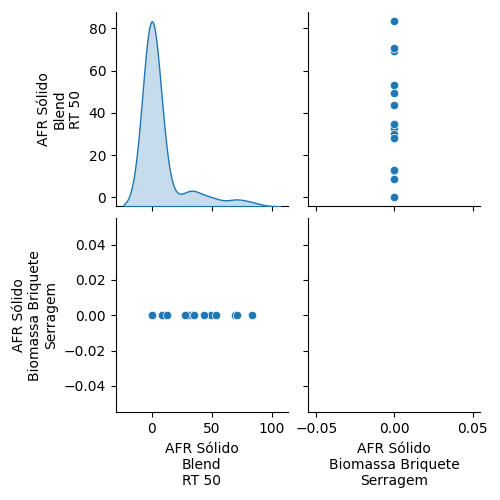 80
60
40
20
0
AFR Sólido
Blend
RT 50
0.04
0.02
0.00
−0.02
−0.04
AFR Sólido
Biomassa Briquete
Serragem
0
50
100
AFR Sólido
Blend
RT 50
−0.05
0.00
0.05
AFR Sólido
Biomassa Briquete
Serragem